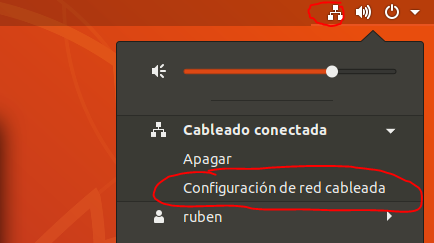 Cableado conectada
Apagar
Configuración de red cableada
ruben